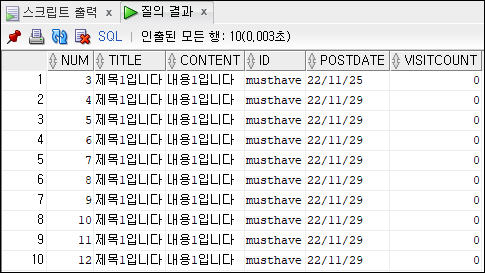 스크립트 출력 x 질의 결과 x
SQL | 인출된 모든 행: 10(0,003초)
NUM TITLE CONTENT ID POSTDATE VISITCOUNT
1 3 제목1입니다 내용1입니다 musthave 22/11/25 0
2 4 제목1입니다 내용1입니다 musthave 22/11/29 0
3 5 제목1입니다 내용1입니다 musthave 22/11/29 0
4 6 제목1입니다 내용1입니다 musthave 22/11/29 0
5 7 제목1입니다 내용1입니다 musthave 22/11/29 0
6 8 제목1입니다 내용1입니다 musthave 22/11/29 0
7 9 제목1입니다 내용1입니다 musthave 22/11/29 0
8 10 제목1입니다 내용1입니다 musthave 22/11/29 0
9 11 제목1입니다 내용1입니다 musthave 22/11/29 0
10 12 제목1입니다 내용1입니다 musthave 22/11/29 0